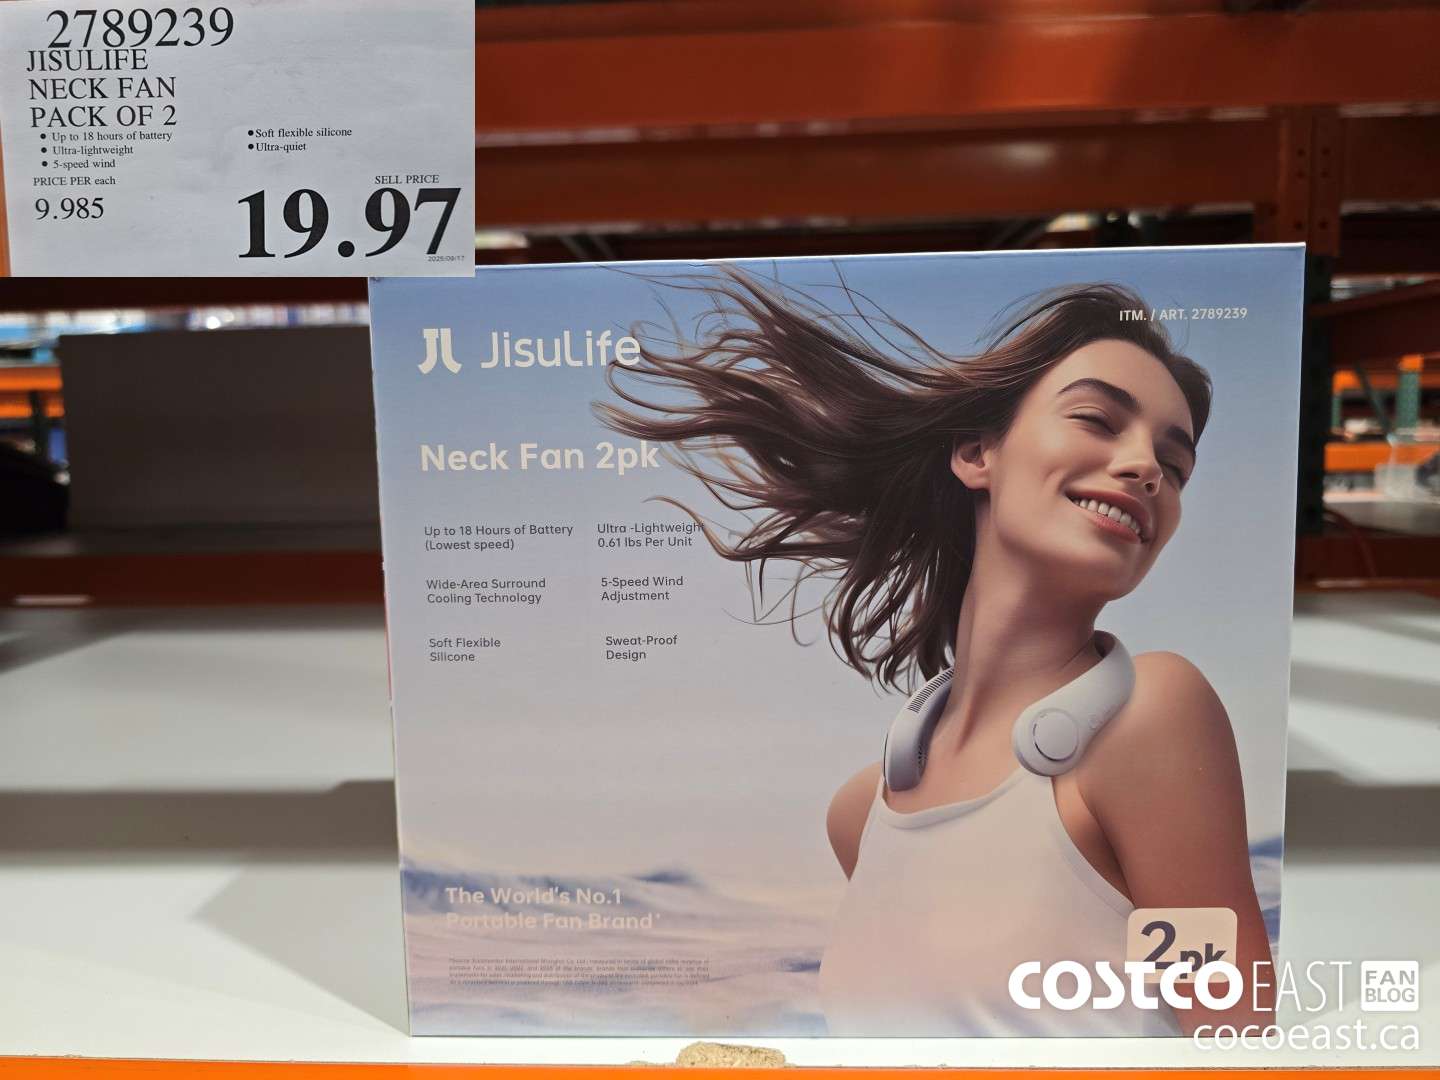 2789239
JISULIFE
NECK FAN
PACK OF 2
• Up to 18 hours of battery
• Ultra-lightweight
• 5-speed wind
• Soft flexible silicone
• Ultra-quiet
PRICE PER each
9.985
SELL PRICE
19.97
2025/09/17
ITM. / ART. 2789239
JisuLife
Neck Fan 2pk
Up to 18 Hours of Battery
(Lowest speed)
Ultra -Lightweight
0.61 lbs Per Unit
Wide-Area Surround
Cooling Technology
5-Speed Wind
Adjustment
Soft Flexible
Silicone
Sweat-Proof
Design
The World's No.1
Portable Fan Brand*
2pk
COSTCO EAST FAN
BLOG
cocoeast.ca